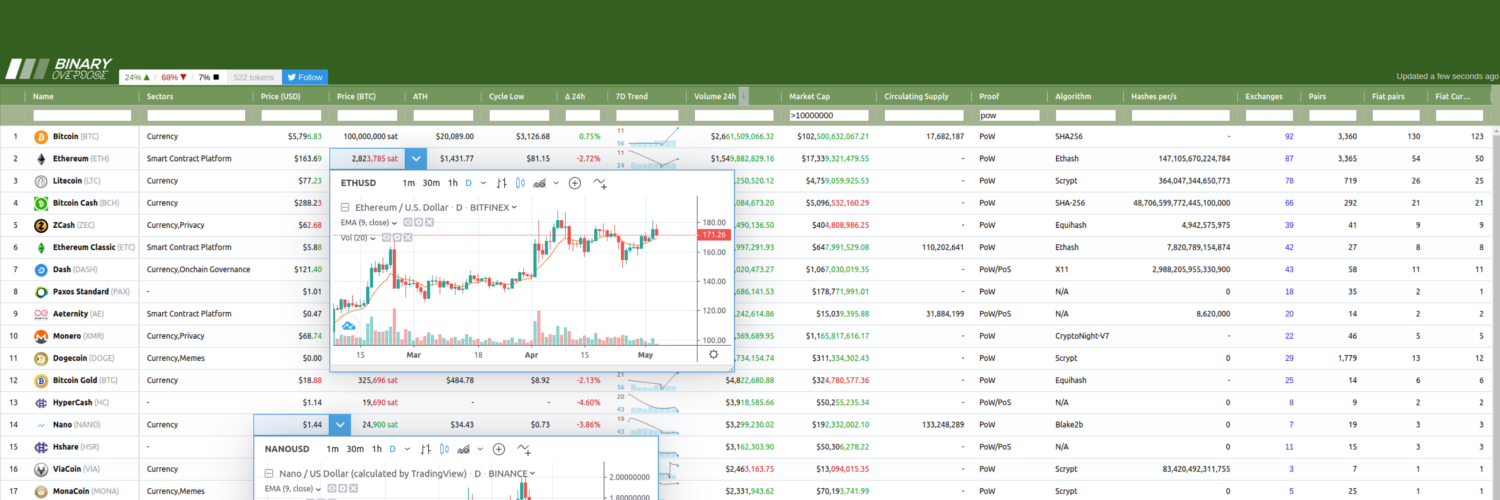 BINARY
OVERDOSE
24% ▲ / 68% ▼ / 7% ■ 522 tokens Follow
Updated a few seconds ago
Name Sectors Price (USD) Price (BTC) ATH Cycle Low Δ 24h 7D Trend Volume 24h Market Cap Circulating Supply Proof Algorithm Hashes per/s Exchanges Pairs Fiat pairs Fiat Cur...
>10000000 pow
1 Bitcoin (BTC) Currency $5,796.83 100,000,000 sat $20,089.00 $3,126.68 0.75% 11 56 $2,661,509,066.32 $102,500,632,067.21 17,682,187 PoW SHA256 - 92 3,360 130 123
2 Ethereum (ETH) Smart Contract Platform $163.69 2,823,785 sat $1,431.77 $81.15 -2.72% 11 24 $1,549,882,829.16 $17,339,321,479.55 - PoW Ethash 147,105,670,224,784 87 3,365 54 50
3 Litecoin (LTC) Currency $77.23 ,250,520.12 $4,759,059,925.53 - PoW Scrypt 364,047,344,650,773 78 719 26 25
4 Bitcoin Cash (BCH) Currency $288.23 ,084,673.20 $5,096,532,160.29 - PoW SHA-256 48,706,599,772,445,100,000 66 292 21 21
5 ZCash (ZEC) Currency,Privacy $62.68 ,490,136.50 $404,808,986.25 - PoW Equihash 4,942,575,975 39 41 9 9
6 Ethereum Classic (ETC) Smart Contract Platform $5.88 ,997,291.93 $647,991,529.08 110,202,641 PoW Ethash 7,820,789,154,874 42 27 8 8
7 Dash (DASH) Currency,Onchain Governance $121.40 ,020,473.27 $1,067,030,019.35 - PoW/PoS X11 2,988,205,955,330,900 43 58 11 11
8 Paxos Standard (PAX) - $1.01 ,686,141.53 $178,771,991.01 - PoW N/A - 18 35 2 1
9 Aeternity (AE) Smart Contract Platform $0.47 ,242,614.86 $15,039,395.88 31,884,199 PoW/PoS N/A 8,620,000 20 14 2 2
10 Monero (XMR) Currency,Privacy $68.74 ,369,689.95 $1,165,817,616.17 - PoW CryptoNight-V7 - 22 46 5 5
11 Dogecoin (DOGE) Currency,Memes $0.00 ,734,154.74 $311,334,302.43 - PoW Scrypt - 29 1,779 13 12
12 Bitcoin Gold (BTG) Currency $18.88 325,696 sat $484.78 $8.92 -2.13% 21 56 $4,822,680.88 $324,780,577.36 - PoW Equihash - 25 14 6 6
13 HyperCash (HC) - $1.14 19,690 sat - - -4.60% 20 43 $3,918,585.66 $50,255,235.34 - PoW/PoS N/A - 8 9 2 2
14 Nano (NANO) Currency $1.44 24,900 sat $34.43 $0.73 -3.86% 19 43 $3,299,230.02 $192,332,002.10 133,248,289 PoW Blake2b - 7 19 3 3
15 Hshare (HSR) - $3,162,303.90 $50,306,278.22 - PoW/PoS N/A - 11 15 3 3
16 ViaCoin (VIA) Currency $2,463,163.75 $13,094,015.35 - PoW Scrypt 83,420,492,311,755 3 7 1 1
17 MonaCoin (MONA) Currency,Memes $2,331,943.62 $70,193,741.99 - PoW Scrypt 0 5 25 1 1
ETHUSD 1m 30m 1h D
Ethereum / U.S. Dollar · D · BITFINEX
EMA (9, close)
Vol (20)
180.00
171.26
160.00
140.00
120.00
100.00
15 Mar 18 Apr 15 May
NANOUSD 1m 30m 1h D
Nano / US Dollar (calculated by TradingView) · D · BINANCE
EMA (9, close)
2.00000000
1.80000000